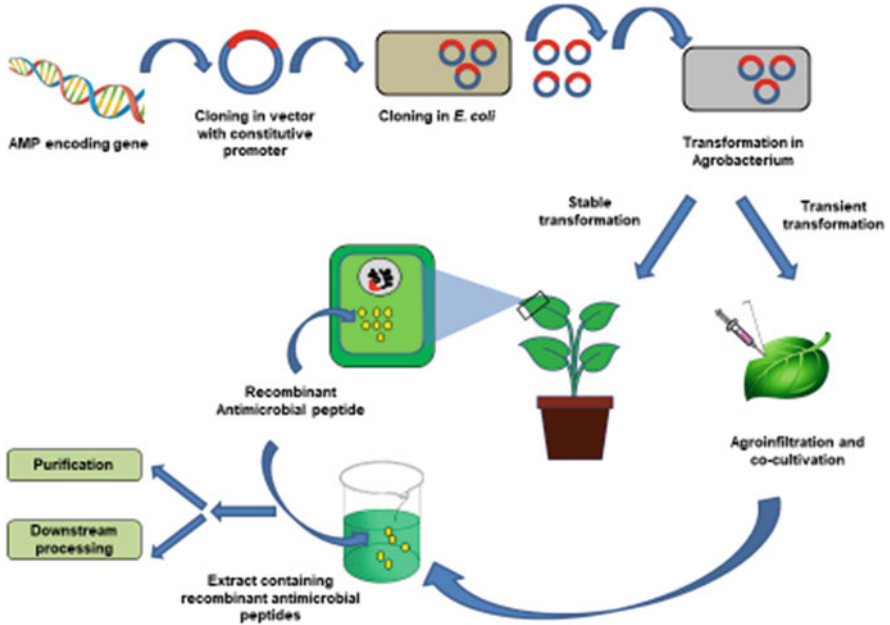 AMP encoding gene
Cloning in vector
with constitutive
promoter
Cloning in E. coli
Transformation in
Agrobacterium
Stable
transformation
Transient
transformation
Recombinant
Antimicrobial peptide
Agroinfiltration and
co-cultivation
Purification
Downstream
processing
Extract containing
recombinant antimicrobial
peptides